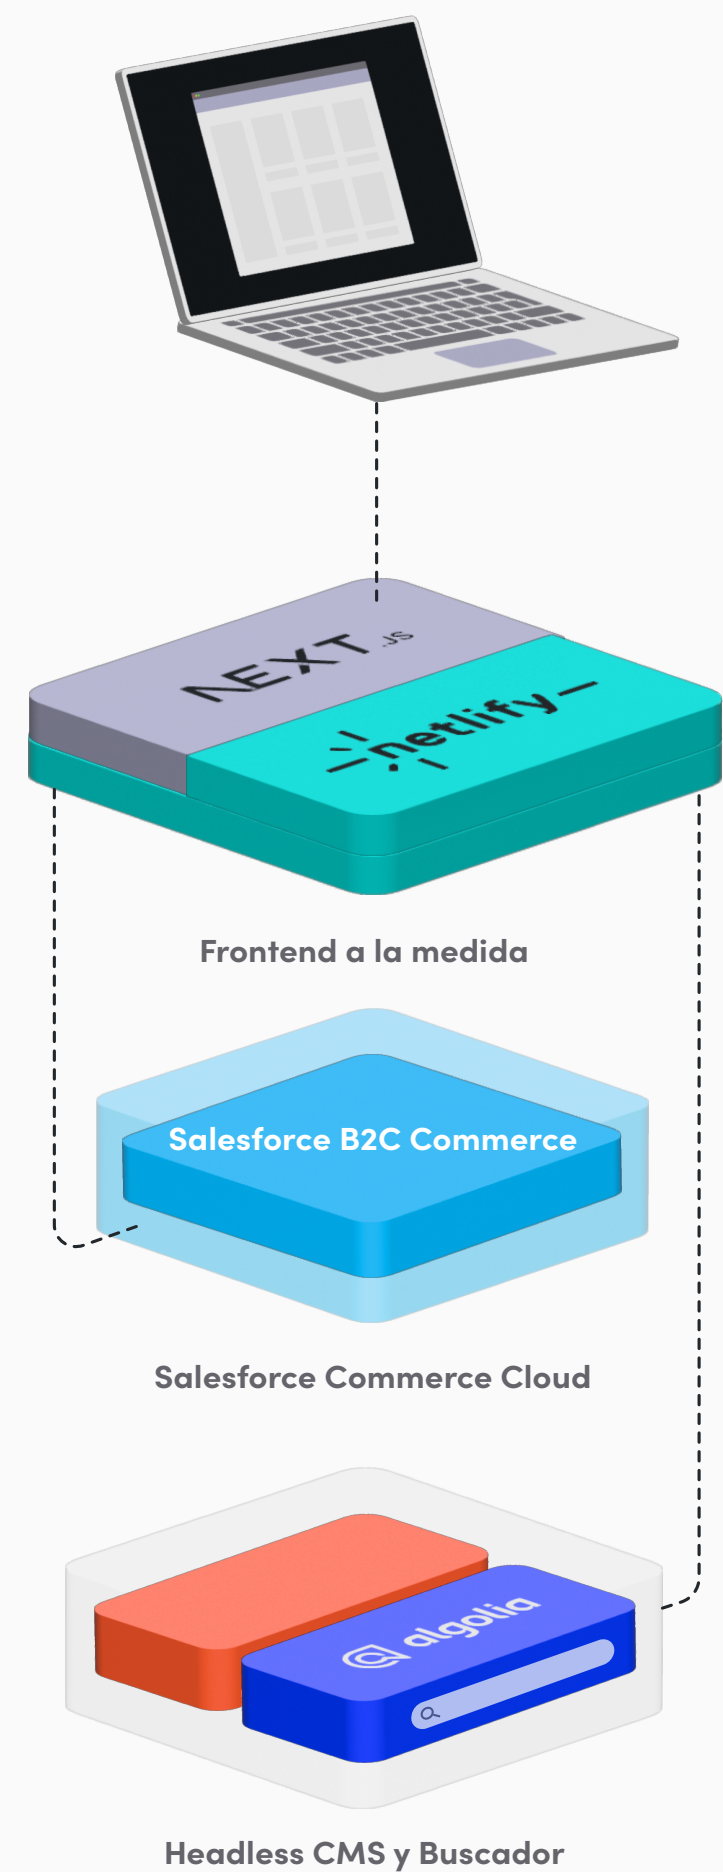 NEXT.JS
netlify
Frontend a la medida
Salesforce B2C Commerce
Salesforce Commerce Cloud
algolia
Headless CMS y Buscador